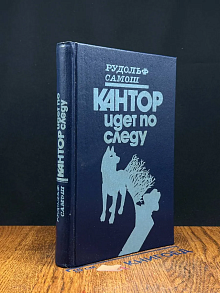 РУДОЛЬФ
САМОШ
КАНТОР
идет по
следу
РУДОЛЬФ САМОШ
КАНТОР идет по следу